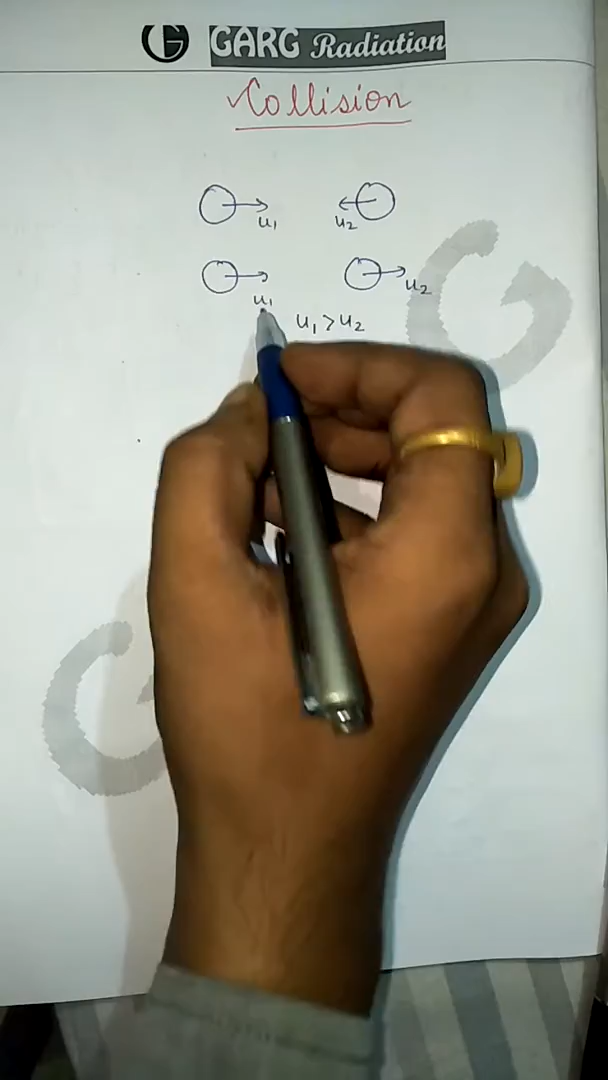 G GARG Radiation
Collision
u₁ u₂
u₁ u₂
u₁ > u₂